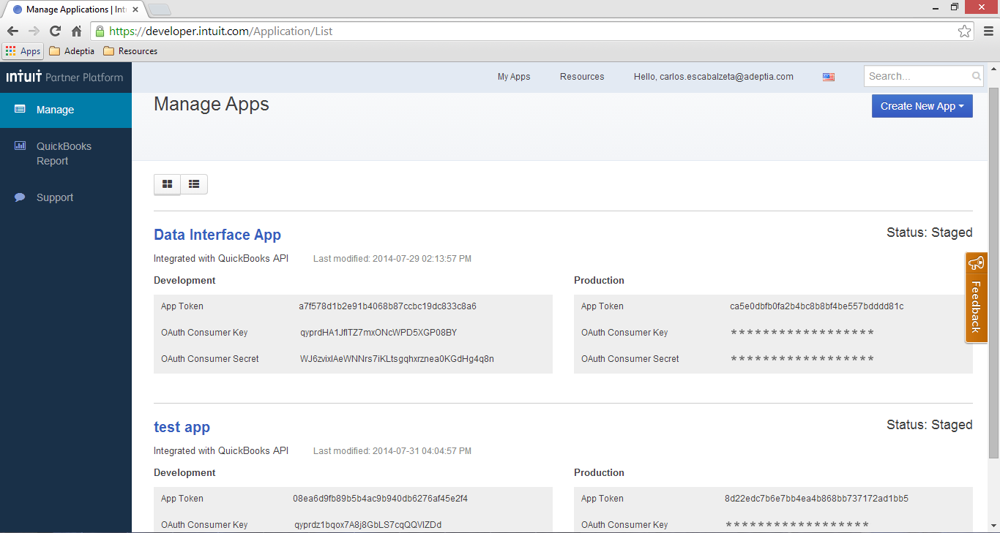 Manage Applications | Int
https://developer.intuit.com/Application/List
Apps Adeptia Resources
intuit Partner Platform
My Apps Resources Hello, carlos.escabalzeta@adeptia.com Search...
Manage
QuickBooks
Report
Support
Manage Apps
Create New App
Data Interface App
Status: Staged
Integrated with QuickBooks API Last modified: 2014-07-29 02:13:57 PM
Development
App Token a7f578d1b2e91b4068b87ccbc19dc833c8a6
OAuth Consumer Key qyprdHA1JflTZ7mxONcWPD5XGP08BY
OAuth Consumer Secret WJ6zvixlAeWNNrs7iKLtsgqhxrznea0KGdHg4q8n
Production
App Token ca5e0dbfb0fa2b4bc8b8bf4be557bdddd81c
OAuth Consumer Key ******************
OAuth Consumer Secret ******************
Feedback
test app
Status: Staged
Integrated with QuickBooks API Last modified: 2014-07-31 04:04:57 PM
Development
App Token 08ea6d9fb89b5b4ac9b940db6276af45e2f4
OAuth Consumer Key qyprdz1bqox7A8j8GbLS7cqQQVlZDd
Production
App Token 8d22edc7b6e7bb4ea4b868bb737172ad1bb5
OAuth Consumer Key ******************